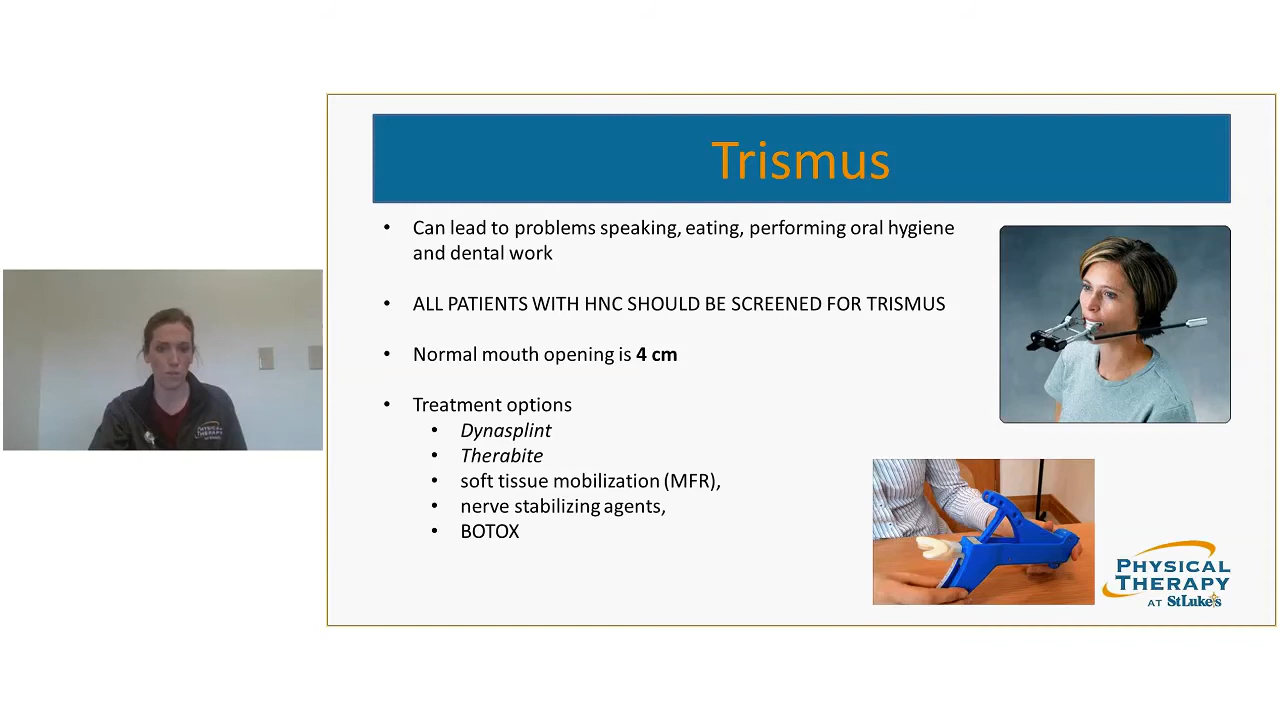 Trismus
• Can lead to problems speaking, eating, performing oral hygiene
and dental work
• ALL PATIENTS WITH HNC SHOULD BE SCREENED FOR TRISMUS
• Normal mouth opening is 4 cm
• Treatment options
• Dynasplint
• Therabite
• soft tissue mobilization (MFR),
• nerve stabilizing agents,
• BOTOX
PHYSICAL
THERAPY
AT StLuke's
PHYSICAL
THERAPY